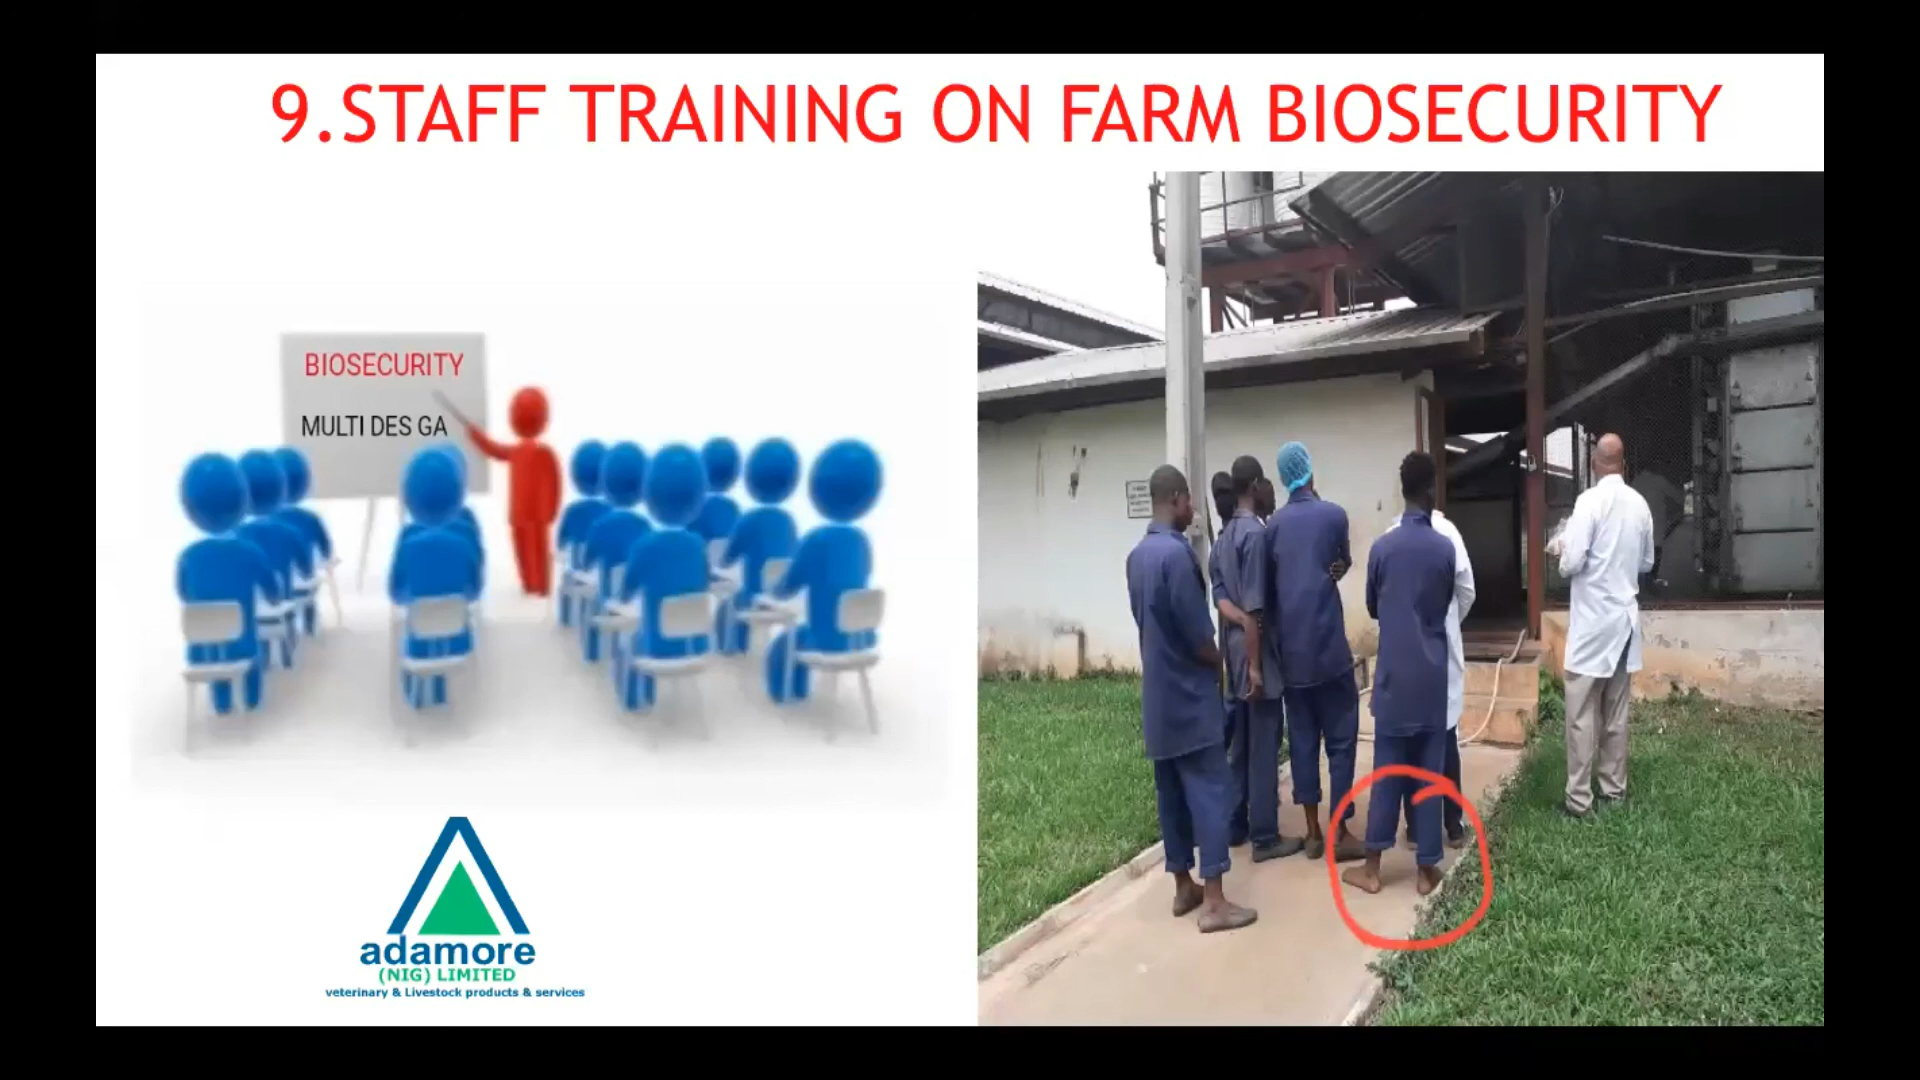 9.STAFF TRAINING ON FARM BIOSECURITY
BIOSECURITY
MULTI DES GA
adamore
(NIG) LIMITED
veterinary & Livestock products & services